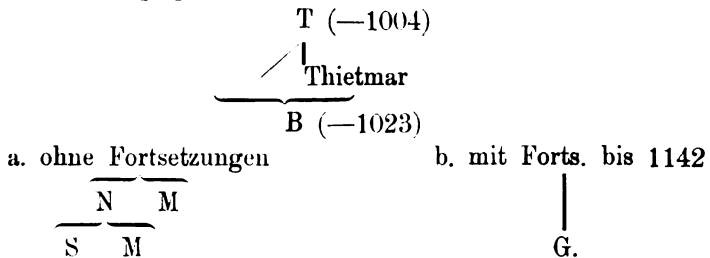 T (—1004)
Thietmar
B (—1023)
a. ohne Fortsetzungen b. mit Forts. bis 1142
N M
S M G.